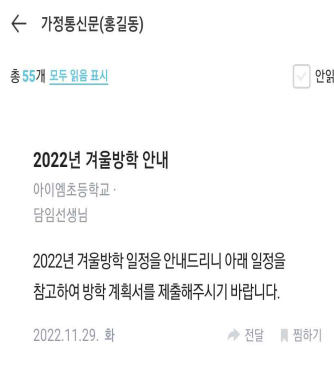 가정통신문(홍길동)
총 55개 모두 읽음 표시 안읽
2022년 겨울방학 안내
아이엠초등학교 ·
담임선생님
2022년 겨울방학 일정을 안내드리니 아래 일정을
참고하여 방학 계획서를 제출해주시기 바랍니다.
2022.11.29. 화 전달 찜하기